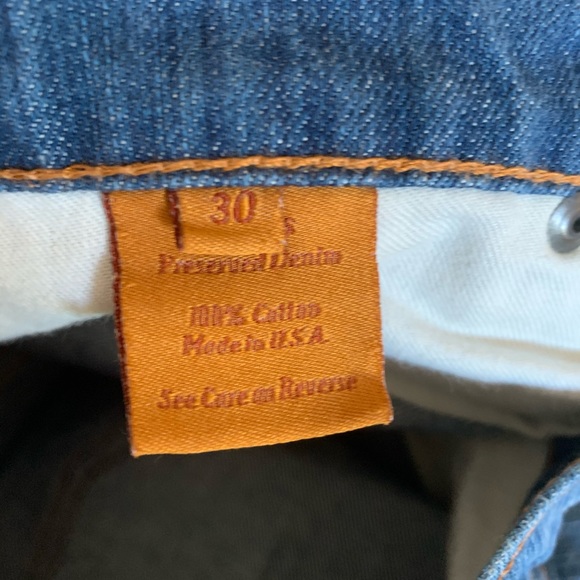 30
s
Preserved Denim
100% Cotton
Made in U.S.A
See Care on Reverse